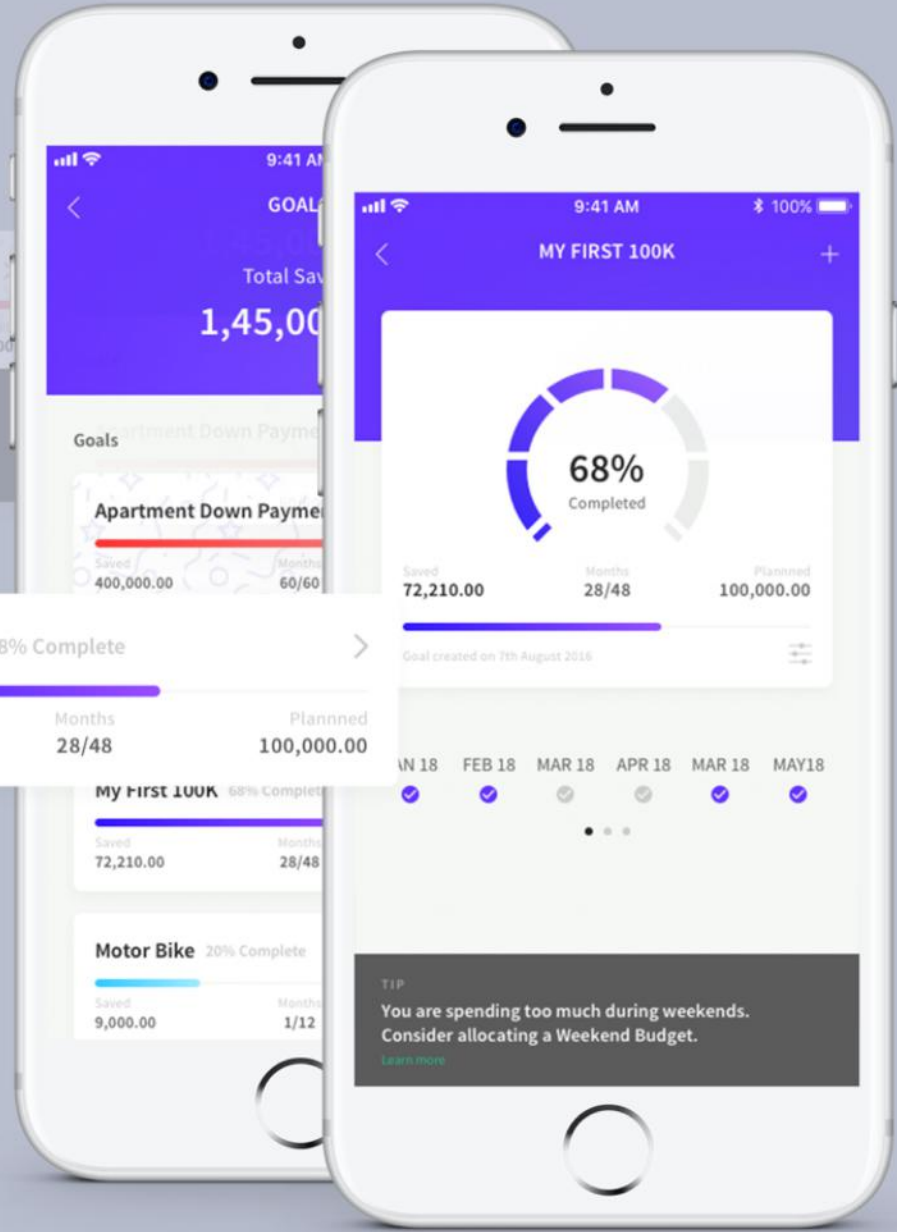 9:41 AM
GOAL
Total Sav
1,45,00
Goals
Apartment Down Payme
Saved
Months
400,000.00
60/60
8% Complete
Months
Plannned
28/48
100,000.00
My First 100K 68% Complet
Saved
Months
72,210.00
28/48
Motor Bike 20% Complete
Saved
Months
9,000.00
1/12
9:41 AM
100%
MY FIRST 100K
68%
Completed
Saved
Months
Plannned
72,210.00
28/48
100,000.00
Goal created on 7th August 2016
AN 18 FEB 18 MAR 18 APR 18 MAR 18 MAY18
TIP
You are spending too much during weekends.
Consider allocating a Weekend Budget.
Learn more